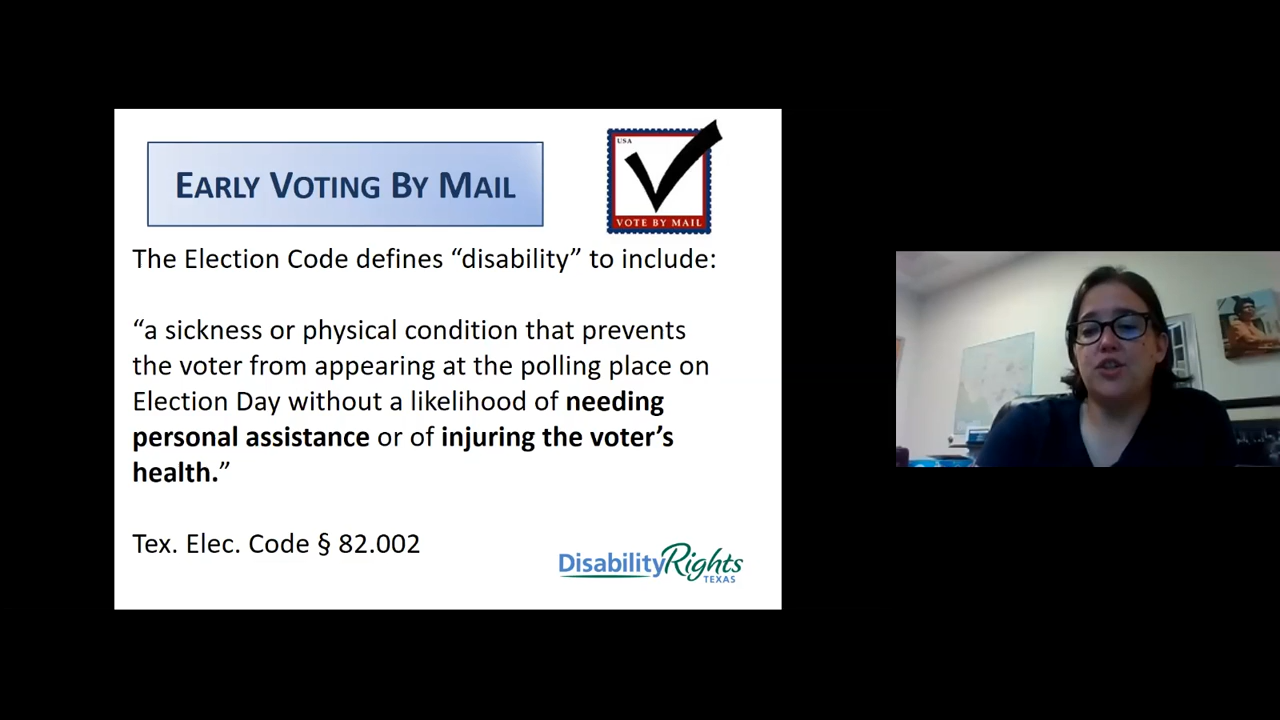 EARLY VOTING BY MAIL
USA
VOTE BY MAIL
The Election Code defines “disability” to include:
“a sickness or physical condition that prevents
the voter from appearing at the polling place on
Election Day without a likelihood of needing
personal assistance or of injuring the voter’s
health.”
Tex. Elec. Code § 82.002
DisabilityRights
TEXAS